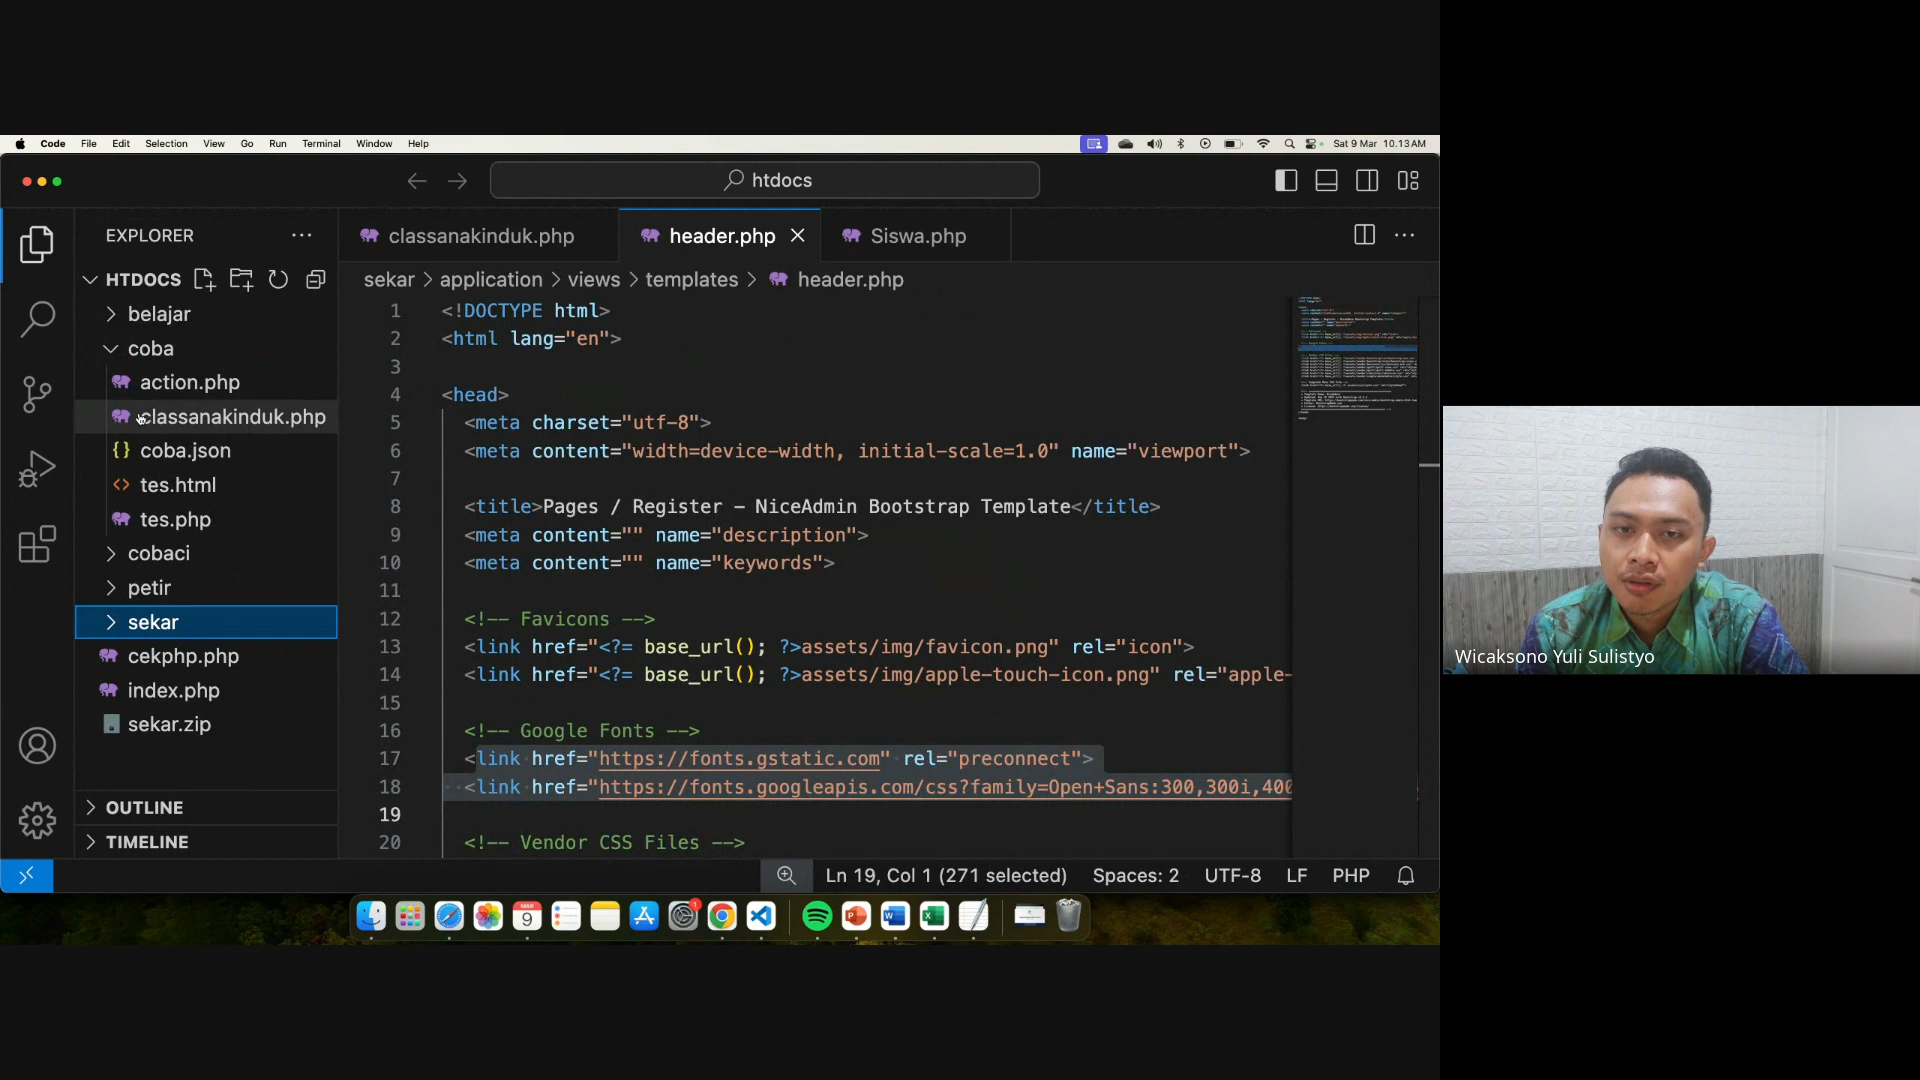 Code File Edit Selection View Go Run Terminal Window Help
Sat 9 Mar 10.13 AM
htdocs
EXPLORER
HTDOCS
belajar
coba
action.php
classanakinduk.php
coba.json
tes.html
tes.php
cobaci
petir
sekar
cekphp.php
index.php
sekar.zip
OUTLINE
TIMELINE
classanakinduk.php header.php Siswa.php
sekar > application > views > templates > header.php
1 <!DOCTYPE html>
2 <html lang="en">
3
4 <head>
5 <meta charset="utf-8">
6 <meta content="width=device-width, initial-scale=1.0" name="viewport">
7
8 <title>Pages / Register - NiceAdmin Bootstrap Template</title>
9 <meta content="" name="description">
10 <meta content="" name="keywords">
11
12 <!-- Favicons -->
13 <link href="<?= base_url(); ?>assets/img/favicon.png" rel="icon">
14 <link href="<?= base_url(); ?>assets/img/apple-touch-icon.png" rel="apple-
15
16 <!-- Google Fonts -->
17 <link href="https://fonts.gstatic.com" rel="preconnect">
18 <link href="https://fonts.googleapis.com/css?family=Open+Sans:300,300i,400
19
20 <!-- Vendor CSS Files -->
Ln 19, Col 1 (271 selected) Spaces: 2 UTF-8 LF PHP
MAR
9
1
Wicaksono Yuli Sulistyo